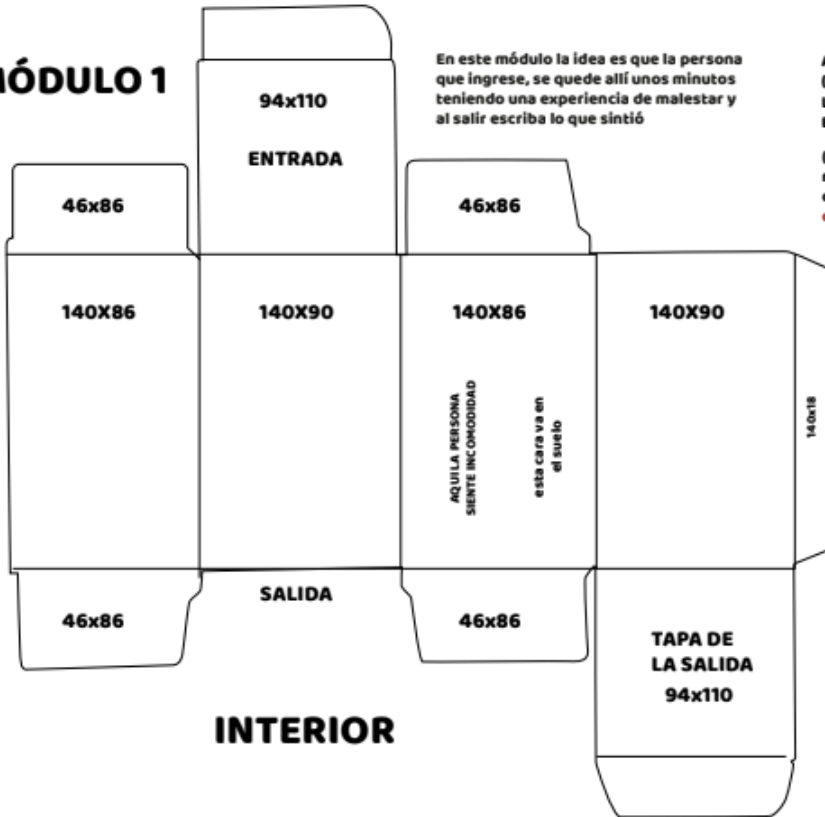 MÓDULO 1
94x110
ENTRADA
En este módulo la idea es que la persona
que ingrese, se quede allí unos minutos
teniendo una experiencia de malestar y
al salir escriba lo que sintió
46x86
46x86
140X86
140X90
140X86
140X90
AQUI LA PERSONA
SIENTE INCOMODIDAD
esta cara va en
el suelo
140x18
46x86
SALIDA
46x86
TAPA DE
LA SALIDA
94x110
INTERIOR